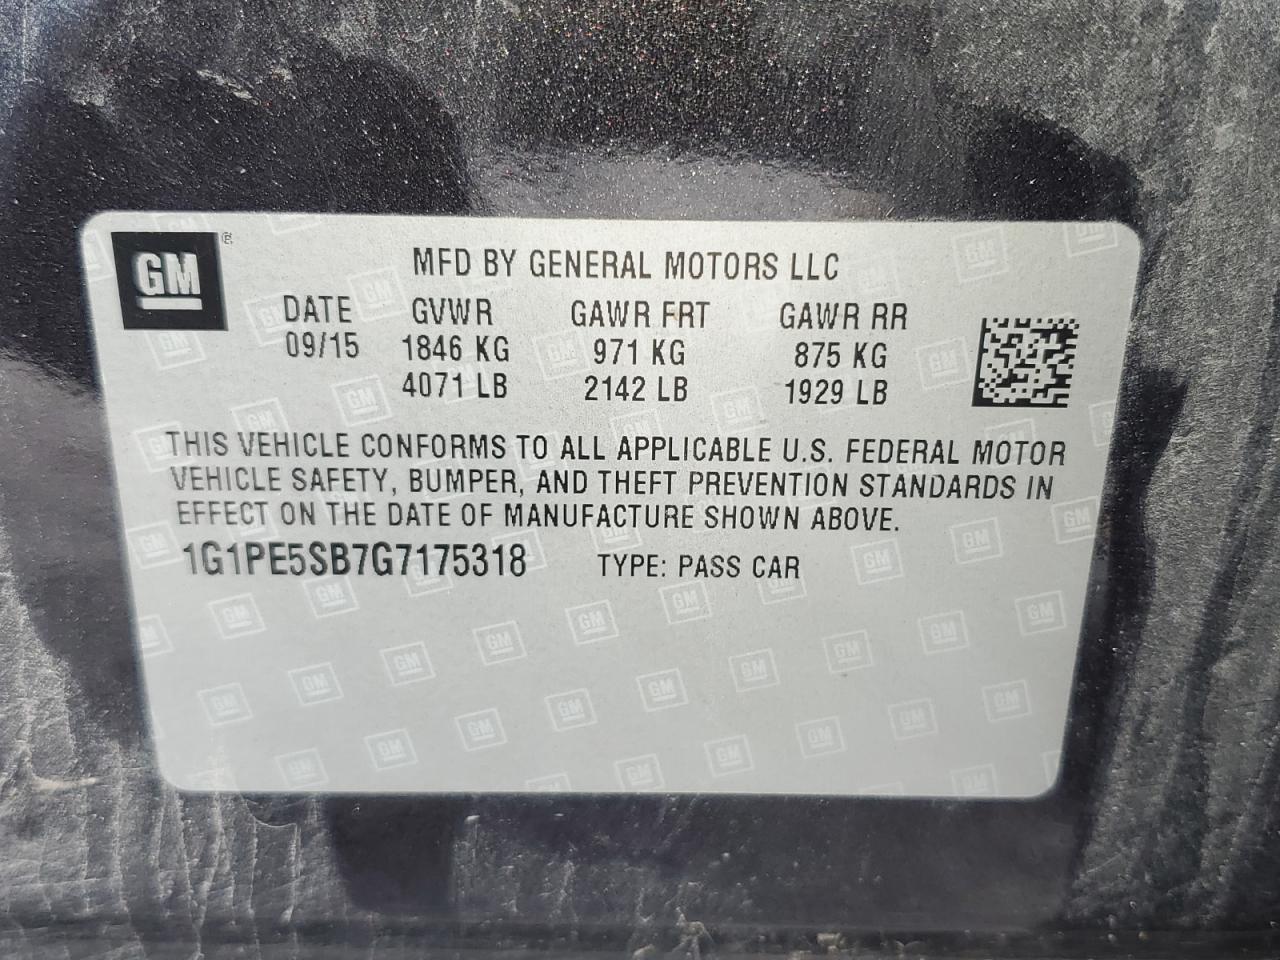 GM ®
MFD BY GENERAL MOTORS LLC
DATE GVWR GAWR FRT GAWR RR
09/15 1846 KG 971 KG 875 KG
4071 LB 2142 LB 1929 LB
THIS VEHICLE CONFORMS TO ALL APPLICABLE U.S. FEDERAL MOTOR
VEHICLE SAFETY, BUMPER, AND THEFT PREVENTION STANDARDS IN
EFFECT ON THE DATE OF MANUFACTURE SHOWN ABOVE.
1G1PE5SB7G7175318 TYPE: PASS CAR